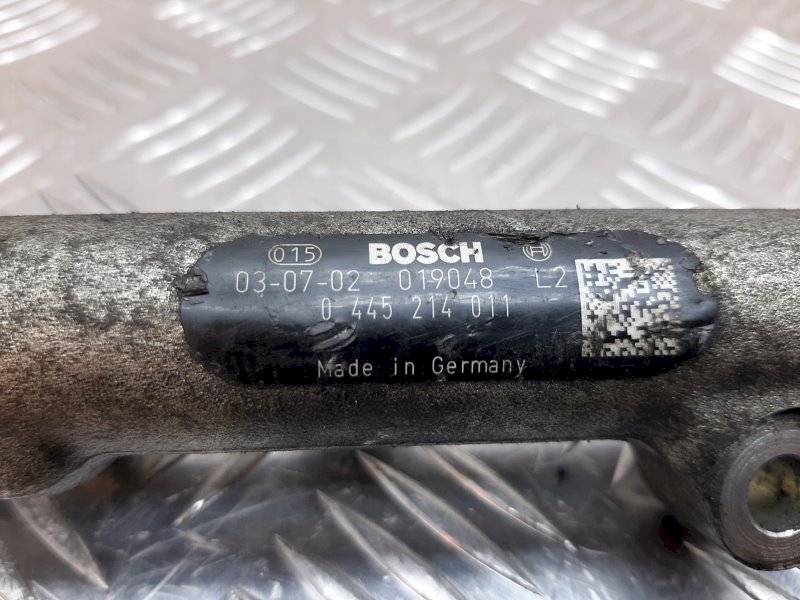 015 BOSCH
03-07-02 019048 L2
0 445 214 011
Made in Germany